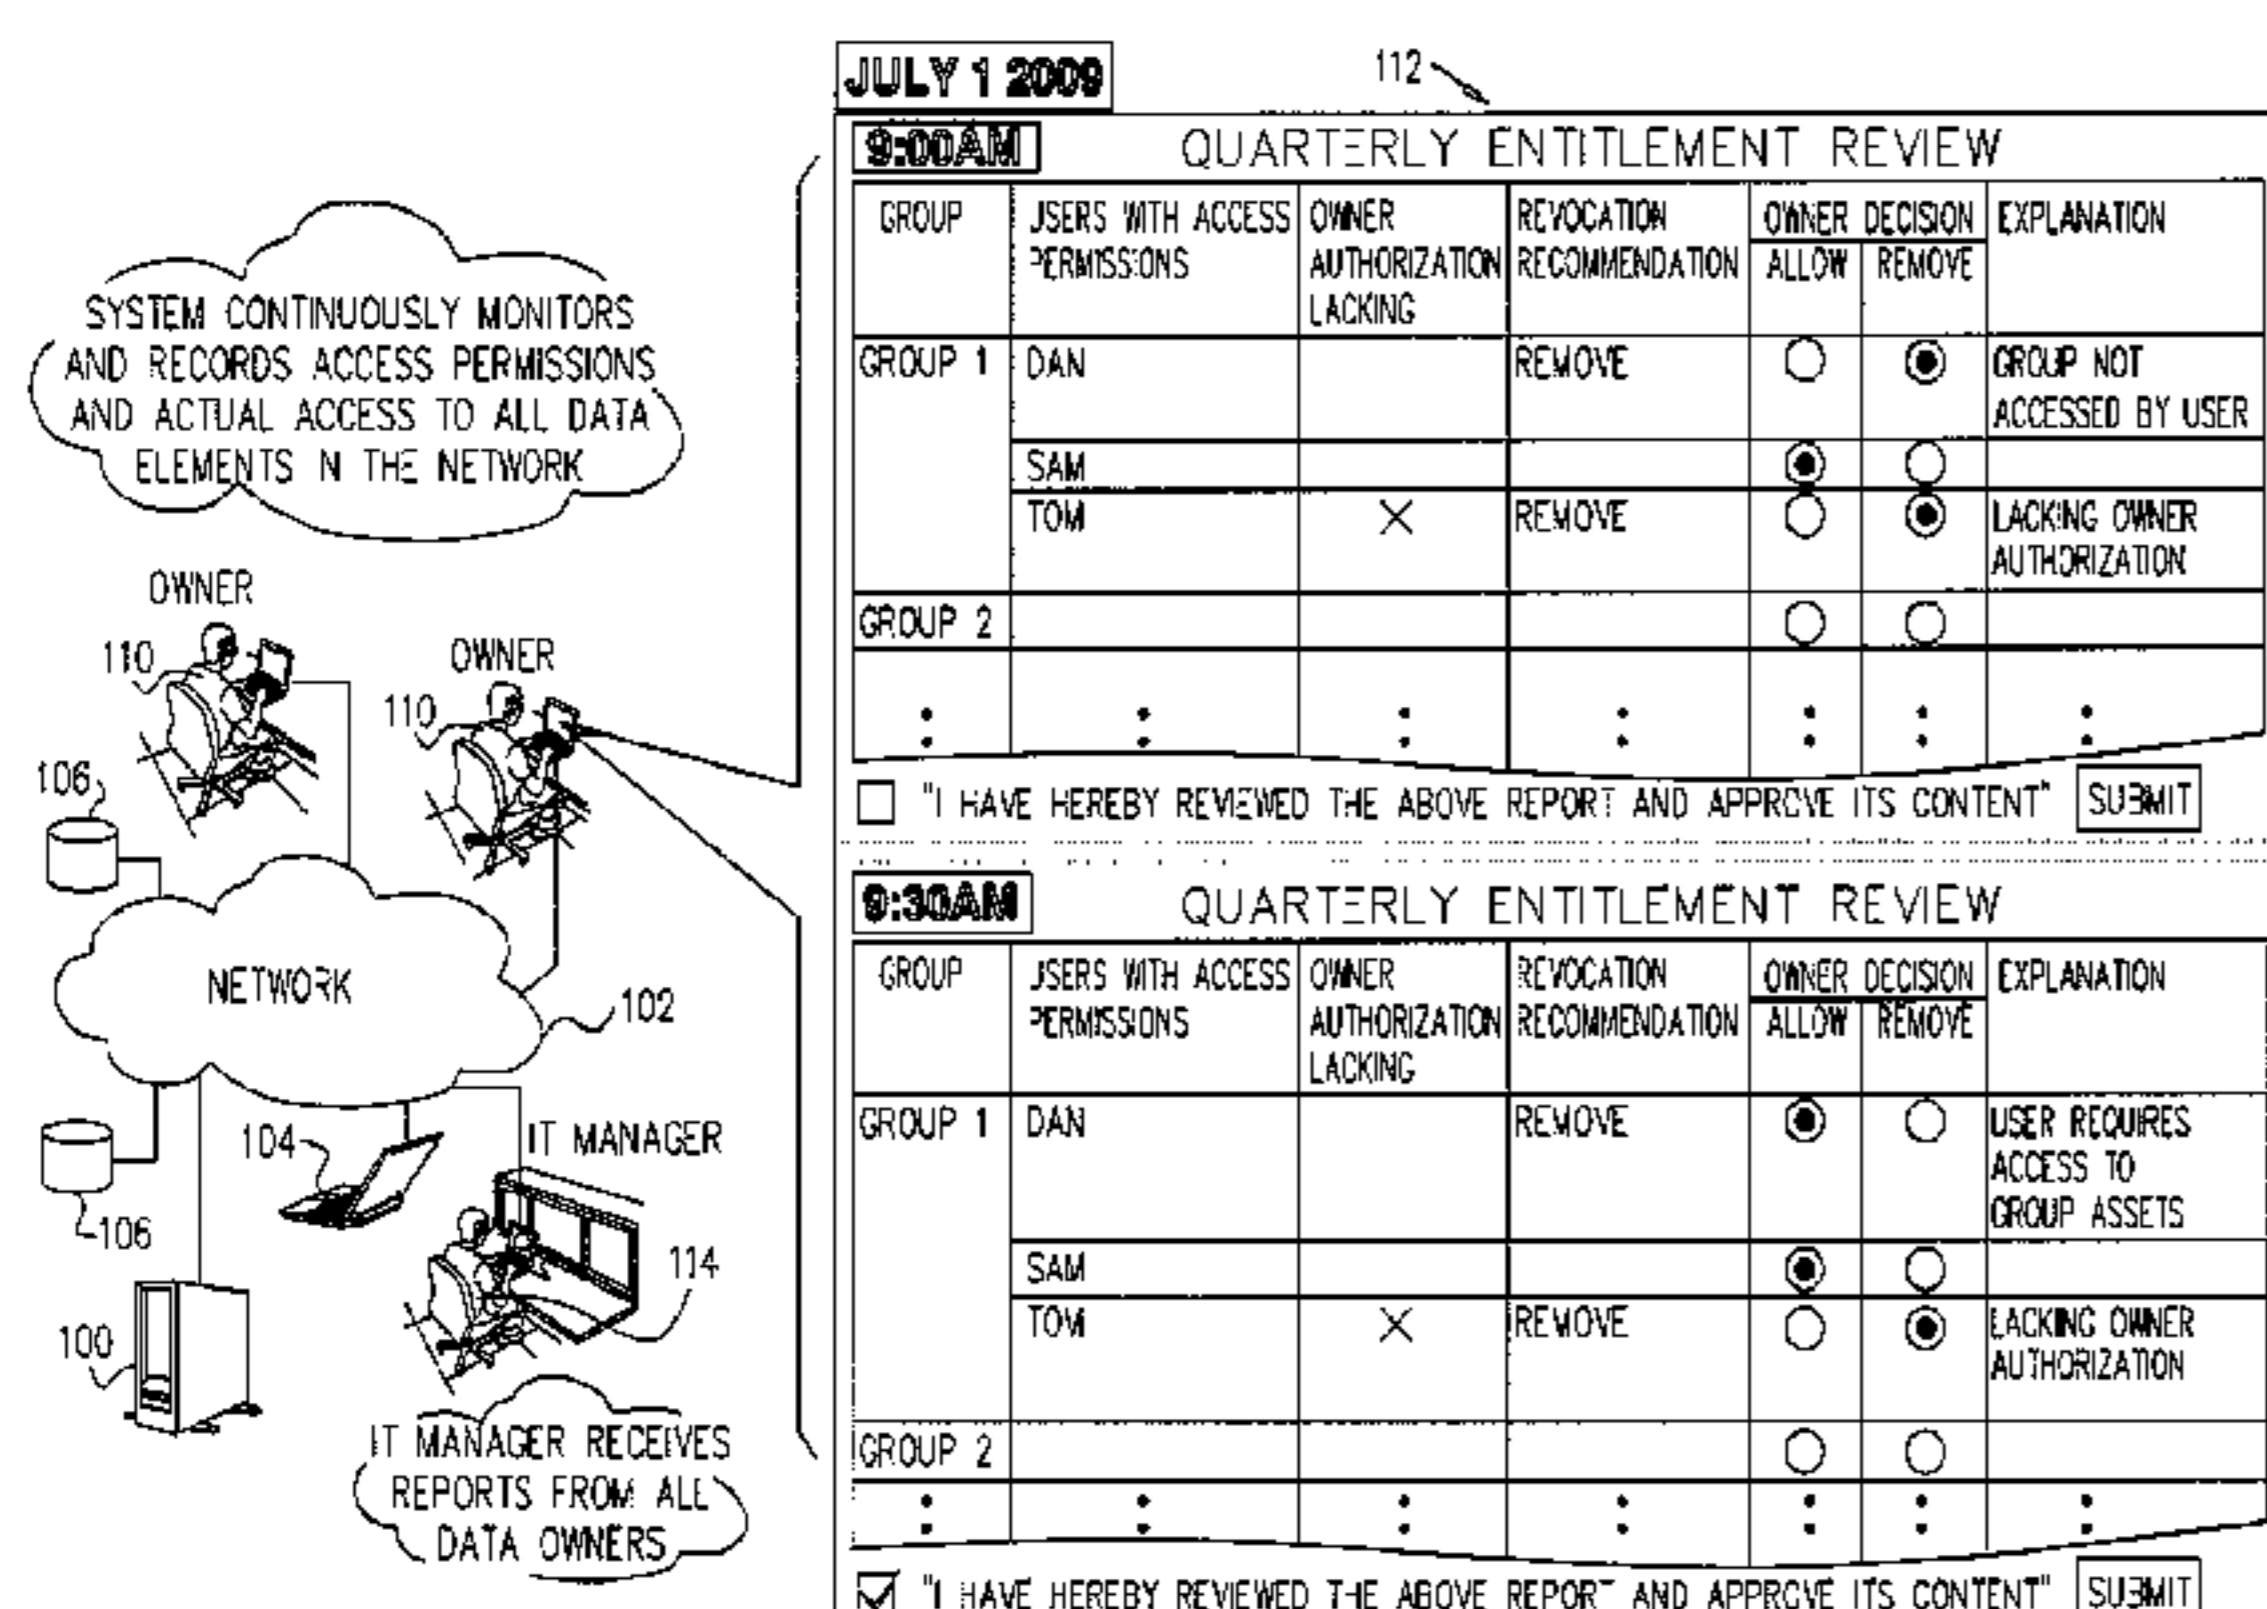 SYSTEM CONTINUOUSLY MONITORS
AND RECORDS ACCESS PERMISSIONS
AND ACTUAL ACCESS TO ALL DATA
ELEMENTS IN THE NETWORK
OWNER
110
OWNER
110
106
NETWORK
102
104
IT MANAGER
106
114
100
IT MANAGER RECEIVES
REPORTS FROM ALL
DATA OWNERS
JULY 1 2009
112
9:00AM QUARTERLY ENTITLEMENT REVIEW
GROUP USERS WITH ACCESS OWNER REVOCATION OWNER DECISION EXPLANATION
PERMISSIONS AUTHORIZATION RECOMMENDATION ALLOW REMOVE
LACKING
GROUP 1 DAN REMOVE GROUP NOT
ACCESSED BY USER
SAM
TOM X REMOVE LACKING OWNER
AUTHORIZATION
GROUP 2
"I HAVE HEREBY REVIEWED THE ABOVE REPORT AND APPROVE ITS CONTENT" SUBMIT
9:30AM QUARTERLY ENTITLEMENT REVIEW
GROUP USERS WITH ACCESS OWNER REVOCATION OWNER DECISION EXPLANATION
PERMISSIONS AUTHORIZATION RECOMMENDATION ALLOW REMOVE
LACKING
GROUP 1 DAN REMOVE USER REQUIRES
ACCESS TO
GROUP ASSETS
SAM
TOM X REMOVE LACKING OWNER
AUTHORIZATION
GROUP 2
"I HAVE HEREBY REVIEWED THE ABOVE REPORT AND APPROVE ITS CONTENT" SUBMIT